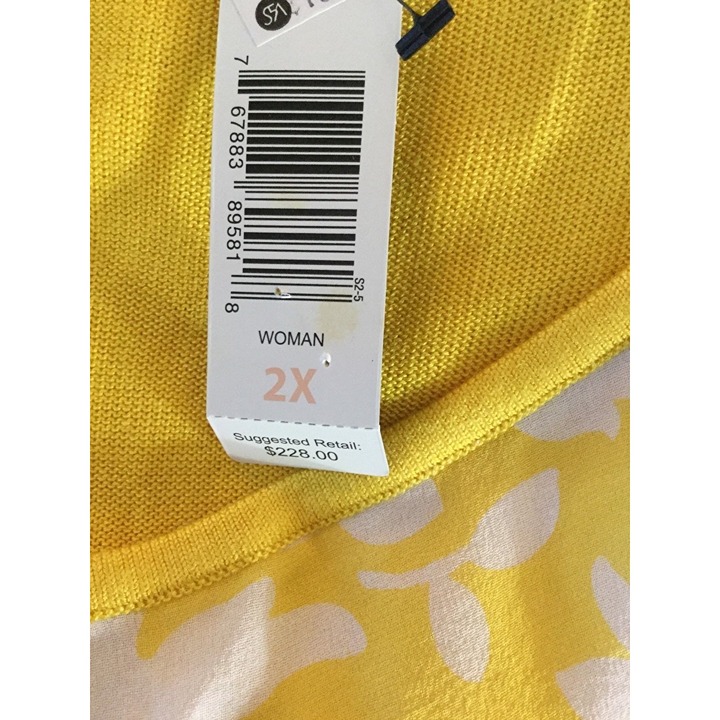 7 67883 89581 8
S2-5
WOMAN
2X
Suggested Retail:
$228.00